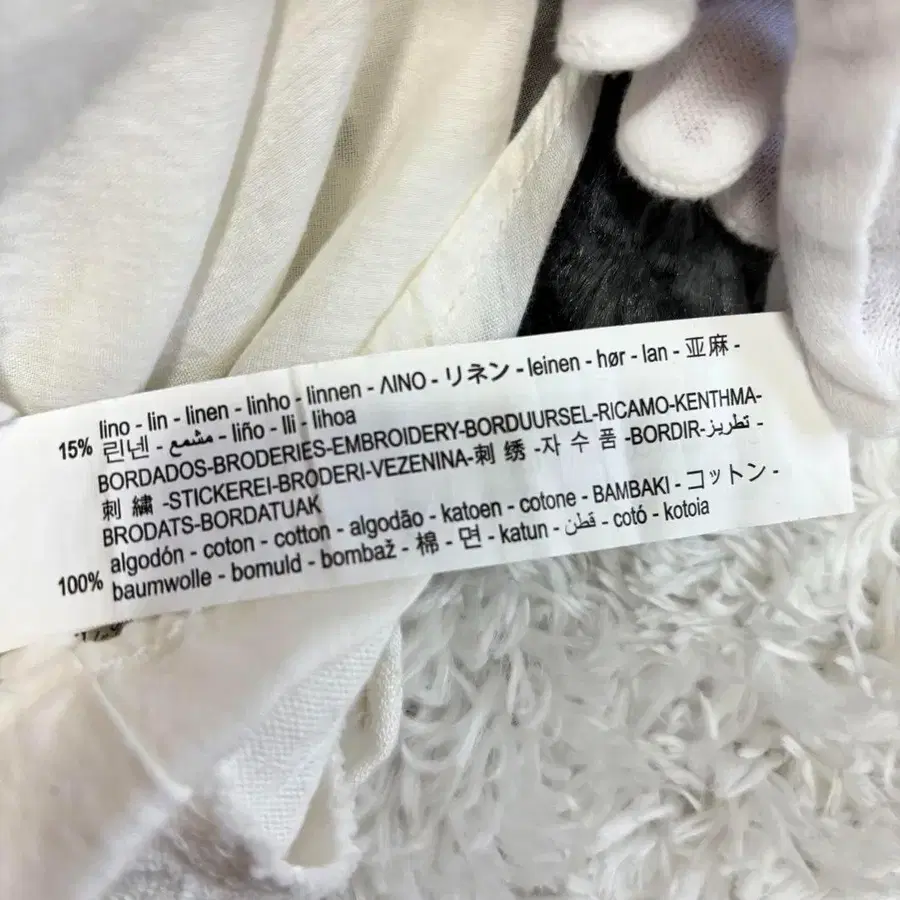 15% lino - lin - linen - linho - linnen - ΛΙΝΟ - リネン - leinen - hør - lan - 亚麻 -
린넨 - مشمع - liño - lli - lihoa
BORDADOS-BRODERIES-EMBROIDERY-BORDUURSEL-RICAMO-KENTHMA-
刺 繡 -STICKEREI-BRODERI-VEZENINA-刺 绣 -자 수 품 -BORDIR-تطريز -
BRODATS-BORDATUAK
100% algodón - coton - cotton - algodão - katoen - cotone - BAMBAKI - コットン -
baumwolle - bomuld - bombaž - 棉 - 면 - katun - قطن - cotó - kotoia